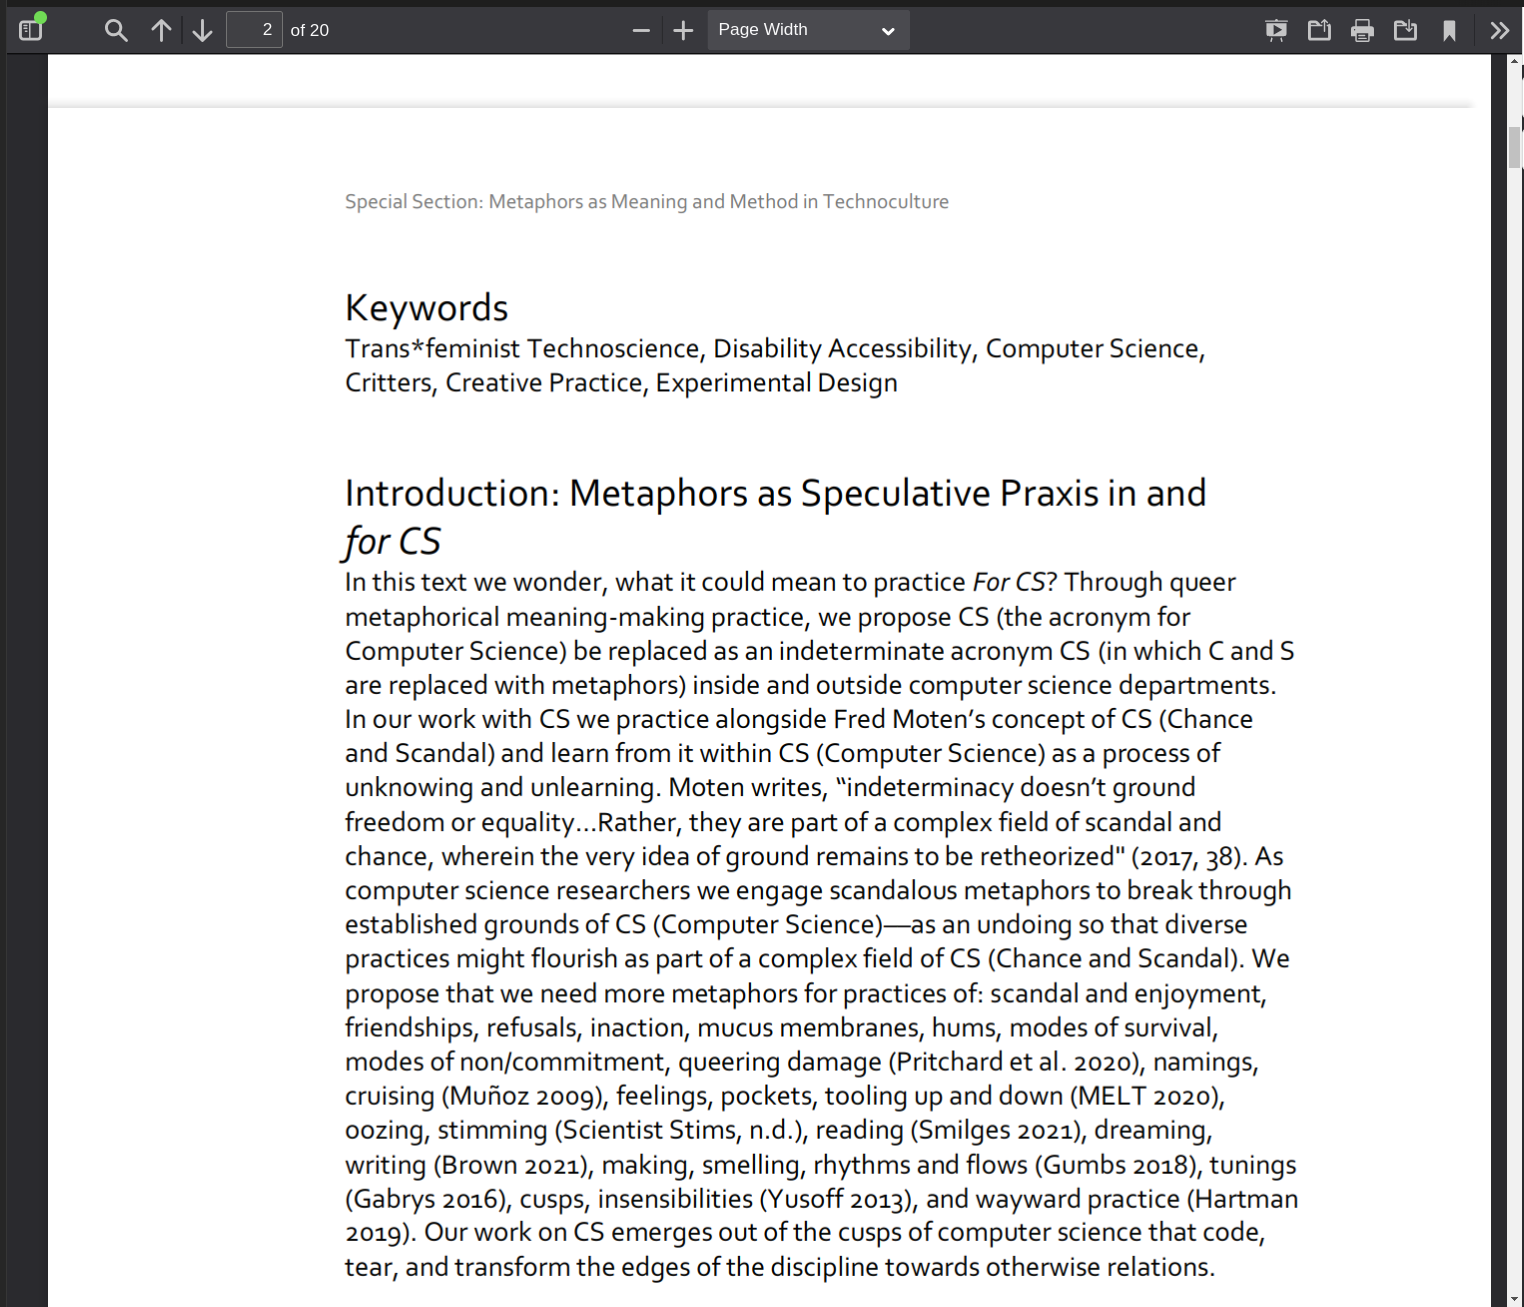 2 of 20 Page Width
Special Section: Metaphors as Meaning and Method in Technoculture
Keywords
Trans*feminist Technoscience, Disability Accessibility, Computer Science,
Critters, Creative Practice, Experimental Design
Introduction: Metaphors as Speculative Praxis in and
for CS
In this text we wonder, what it could mean to practice For CS? Through queer
metaphorical meaning-making practice, we propose CS (the acronym for
Computer Science) be replaced as an indeterminate acronym CS (in which C and S
are replaced with metaphors) inside and outside computer science departments.
In our work with CS we practice alongside Fred Moten’s concept of CS (Chance
and Scandal) and learn from it within CS (Computer Science) as a process of
unknowing and unlearning. Moten writes, “indeterminacy doesn’t ground
freedom or equality…Rather, they are part of a complex field of scandal and
chance, wherein the very idea of ground remains to be retheorized" (2017, 38). As
computer science researchers we engage scandalous metaphors to break through
established grounds of CS (Computer Science)—as an undoing so that diverse
practices might flourish as part of a complex field of CS (Chance and Scandal). We
propose that we need more metaphors for practices of: scandal and enjoyment,
friendships, refusals, inaction, mucus membranes, hums, modes of survival,
modes of non/commitment, queering damage (Pritchard et al. 2020), namings,
cruising (Muñoz 2009), feelings, pockets, tooling up and down (MELT 2020),
oozing, stimming (Scientist Stims, n.d.), reading (Smilges 2021), dreaming,
writing (Brown 2021), making, smelling, rhythms and flows (Gumbs 2018), tunings
(Gabrys 2016), cusps, insensibilities (Yusoff 2013), and wayward practice (Hartman
2019). Our work on CS emerges out of the cusps of computer science that code,
tear, and transform the edges of the discipline towards otherwise relations.